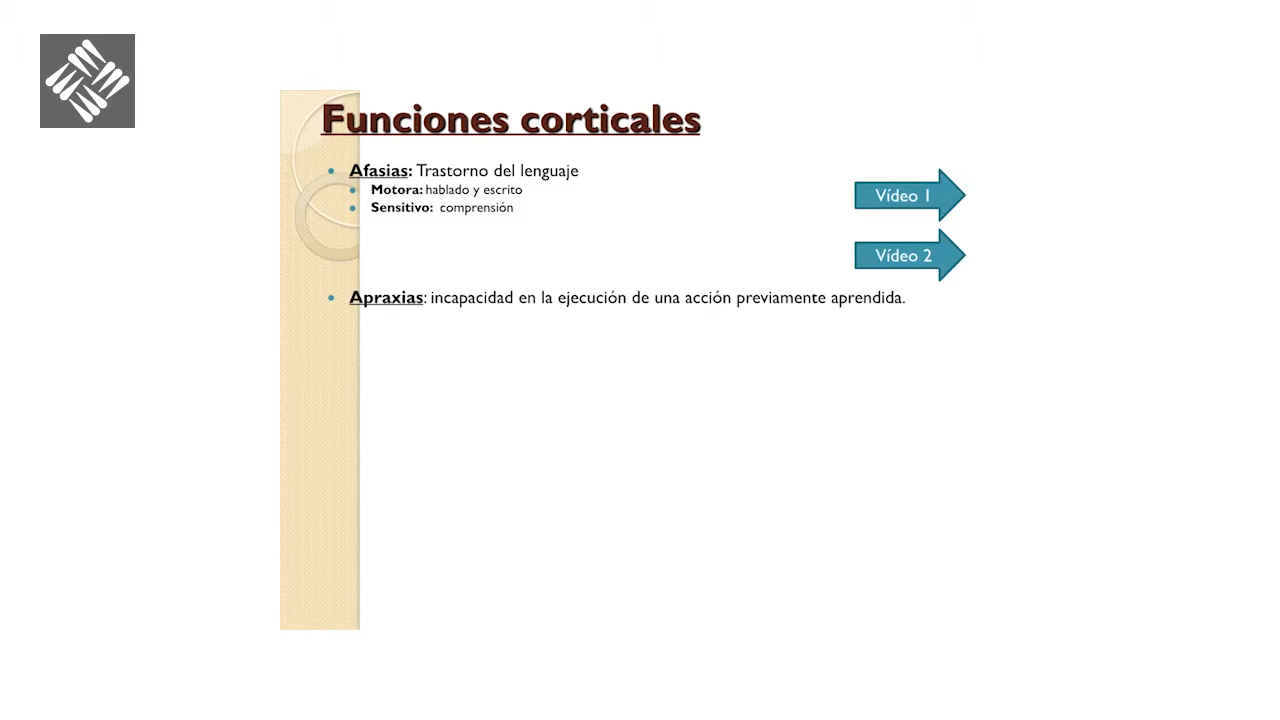 Funciones corticales
Afasias: Trastorno del lenguaje
Motora: hablado y escrito
Sensitivo: comprensión
Vídeo 1
Vídeo 2
Apraxias: incapacidad en la ejecución de una acción previamente aprendida.